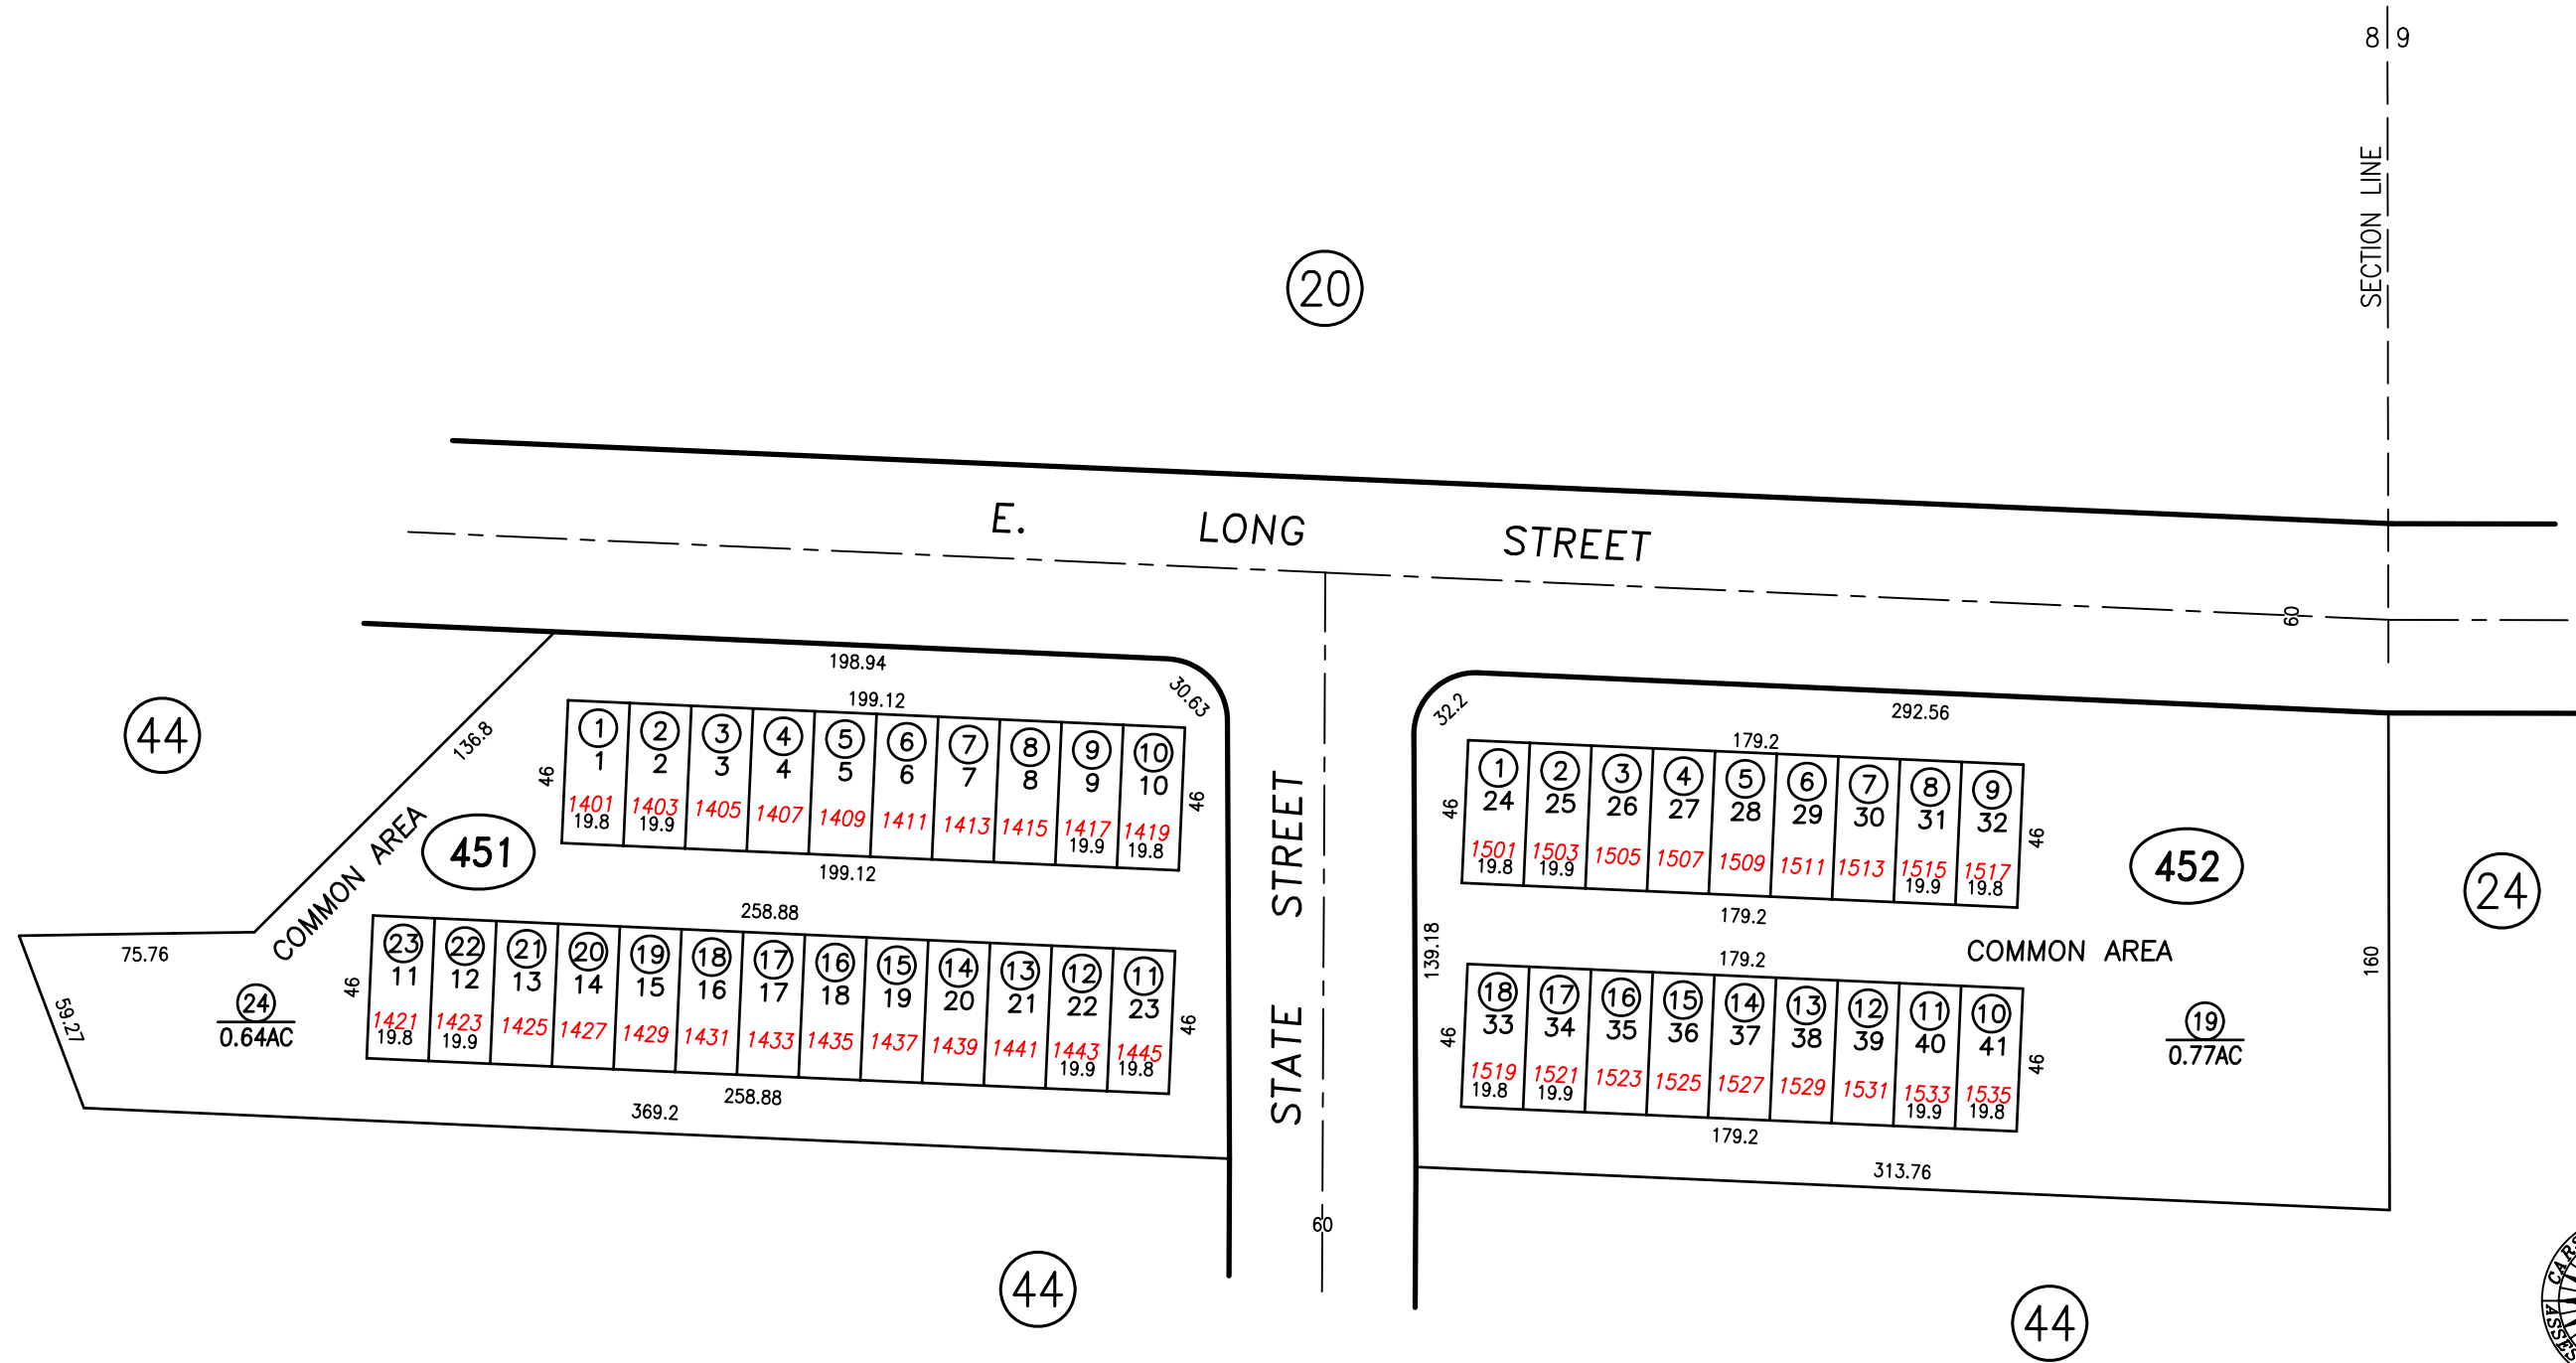 8 9
SECTION LINE
20
E. LONG STREET
60
198.94
30.63
199.12
32.2
292.56
179.2
44
136.8
46
1 2 3 4 5 6 7 8 9 10
1 2 3 4 5 6 7 8 9 10
1401 1403 1405 1407 1409 1411 1413 1415 1417 1419
19.8 19.9 19.9 19.8
46
199.12
451
COMMON AREA
STATE STREET
60
46
1 2 3 4 5 6 7 8 9
24 25 26 27 28 29 30 31 32
1501 1503 1505 1507 1509 1511 1513 1515 1517
19.8 19.9 19.9 19.8
46
179.2
452
24
COMMON AREA
75.76
59.27
258.88
46
23 22 21 20 19 18 17 16 15 14 13 12 11
11 12 13 14 15 16 17 18 19 20 21 22 23
1421 1423 1425 1427 1429 1431 1433 1435 1437 1439 1441 1443 1445
19.8 19.9 19.9 19.8
46
258.88
24
0.64AC
369.2
139.18
179.2
46
18 17 16 15 14 13 12 11 10
33 34 35 36 37 38 39 40 41
1519 1521 1523 1525 1527 1529 1531 1533 1535
19.8 19.9 19.9 19.8
46
179.2
19
0.77AC
160
313.76
44
44